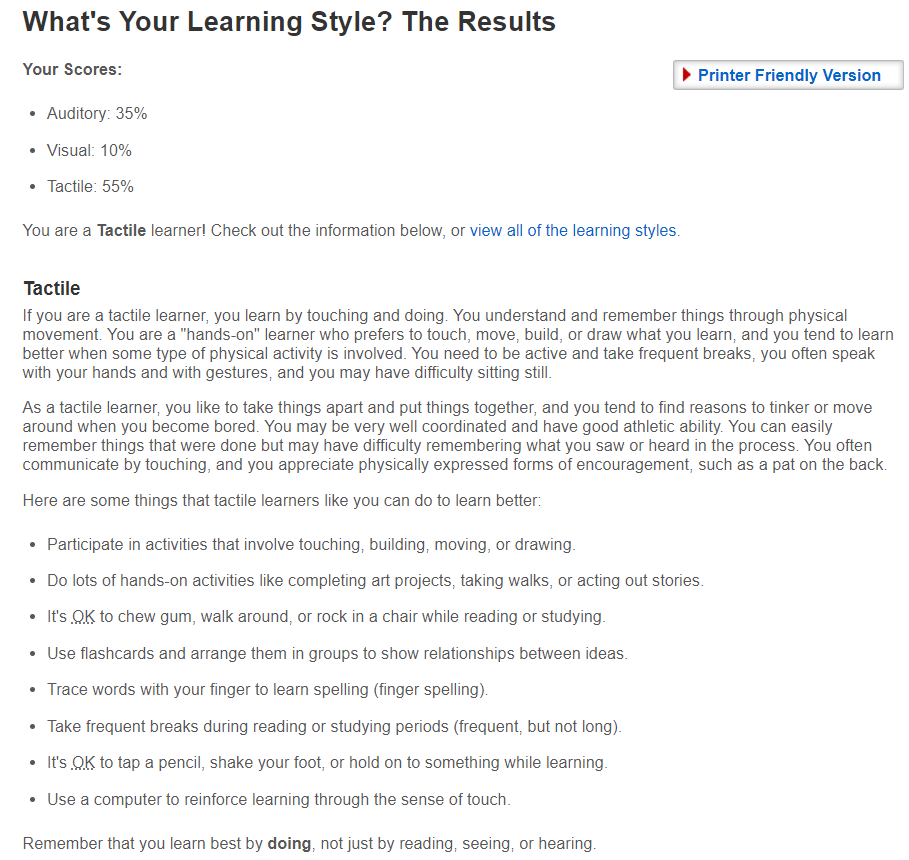 What's Your Learning Style? The Results
Your Scores:
Printer Friendly Version
• Auditory: 35%
• Visual: 10%
• Tactile: 55%
You are a Tactile learner! Check out the information below, or view all of the learning styles.
Tactile
If you are a tactile learner, you learn by touching and doing. You understand and remember things through physical
movement. You are a "hands-on" learner who prefers to touch, move, build, or draw what you learn, and you tend to learn
better when some type of physical activity is involved. You need to be active and take frequent breaks, you often speak
with your hands and with gestures, and you may have difficulty sitting still.
As a tactile learner, you like to take things apart and put things together, and you tend to find reasons to tinker or move
around when you become bored. You may be very well coordinated and have good athletic ability. You can easily
remember things that were done but may have difficulty remembering what you saw or heard in the process. You often
communicate by touching, and you appreciate physically expressed forms of encouragement, such as a pat on the back.
Here are some things that tactile learners like you can do to learn better:
• Participate in activities that involve touching, building, moving, or drawing.
• Do lots of hands-on activities like completing art projects, taking walks, or acting out stories.
• It's OK to chew gum, walk around, or rock in a chair while reading or studying.
• Use flashcards and arrange them in groups to show relationships between ideas.
• Trace words with your finger to learn spelling (finger spelling).
• Take frequent breaks during reading or studying periods (frequent, but not long).
• It's OK to tap a pencil, shake your foot, or hold on to something while learning.
• Use a computer to reinforce learning through the sense of touch.
Remember that you learn best by doing, not just by reading, seeing, or hearing.